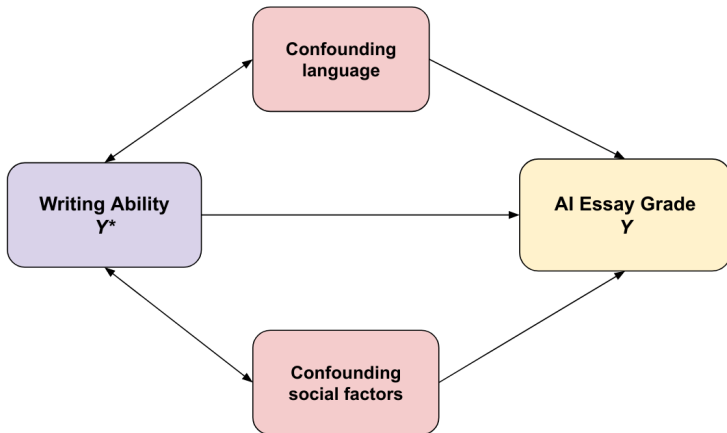 Confounding
language
Writing Ability
Y*
AI Essay Grade
Y
Confounding
social factors